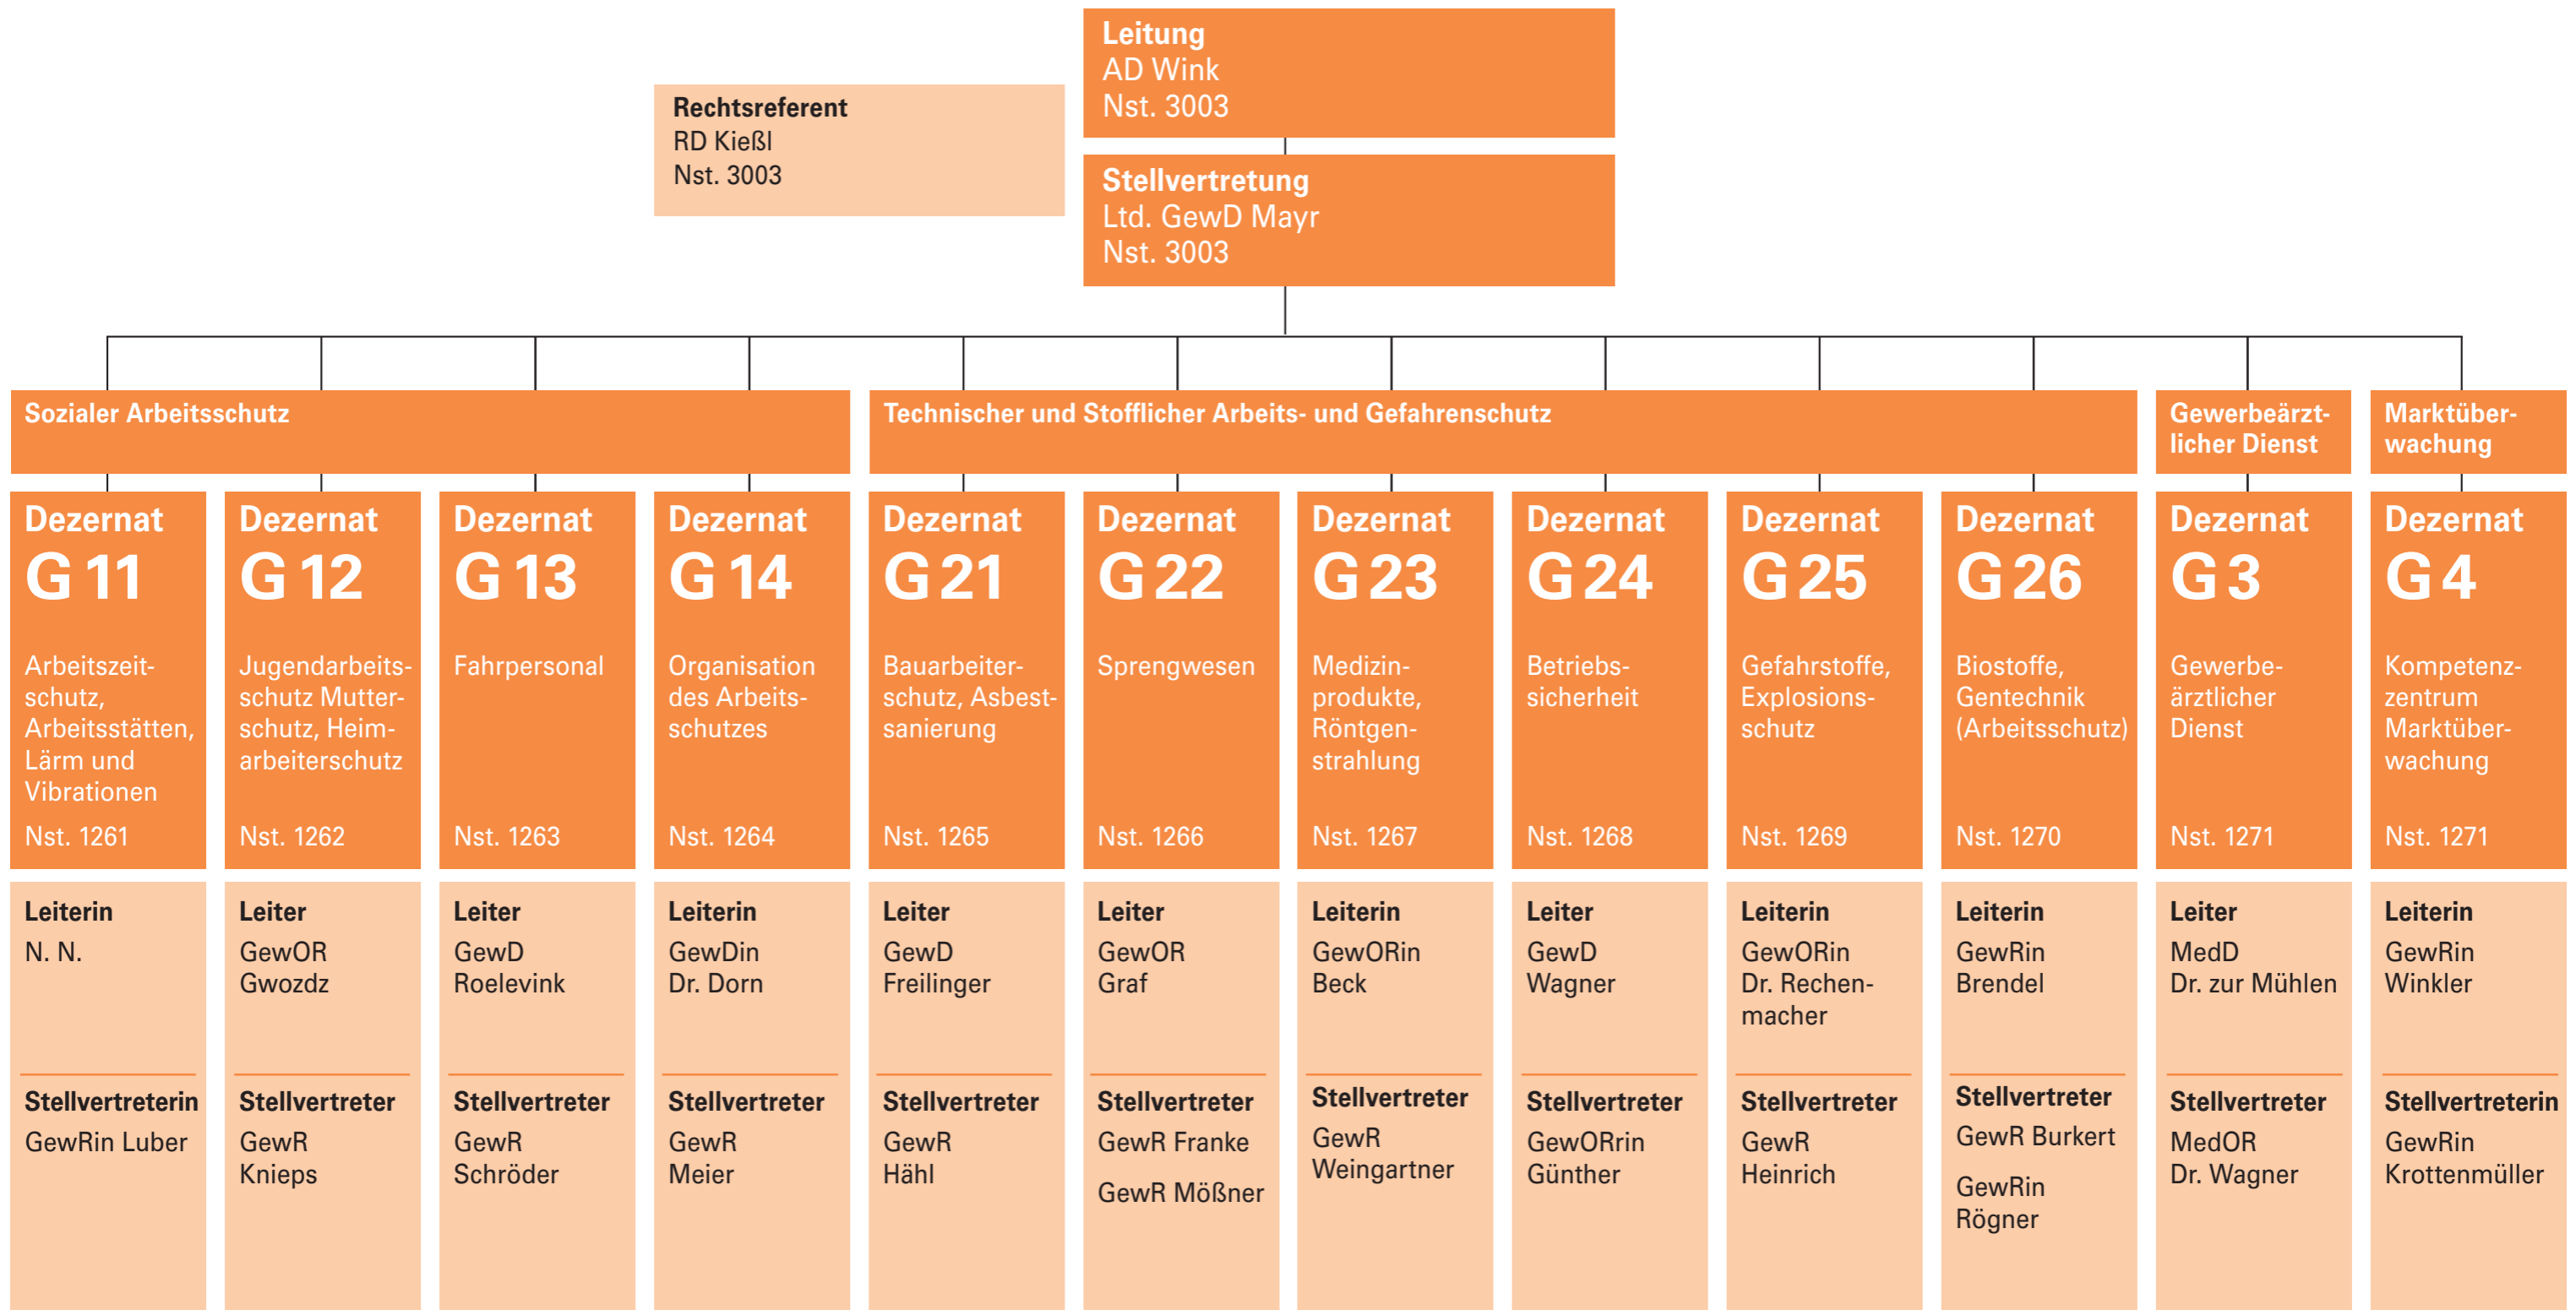 Leitung
AD Wink
Nst. 3003
Rechtsreferent
RD Kießl
Nst. 3003
Stellvertretung
Ltd. GewD Mayr
Nst. 3003
Sozialer Arbeitsschutz
Technischer und Stofflicher Arbeits- und Gefahrenschutz
Gewerbeärzt-
licher Dienst
Marktüber-
wachung
Dezernat
G 11
Arbeitszeit-
schutz,
Arbeitsstätten,
Lärm und
Vibrationen
Nst. 1261
Leiterin
N. N.
Stellvertreterin
GewRin Luber
Dezernat
G 12
Jugendarbeits-
schutz Mutter-
schutz, Heim-
arbeiterschutz
Nst. 1262
Leiter
GewOR
Gwozdz
Stellvertreter
GewR
Knieps
Dezernat
G 13
Fahrpersonal
Nst. 1263
Leiter
GewD
Roelevink
Stellvertreter
GewR
Schröder
Dezernat
G 14
Organisation
des Arbeits-
schutzes
Nst. 1264
Leiterin
GewDin
Dr. Dorn
Stellvertreter
GewR
Meier
Dezernat
G 21
Bauarbeiter-
schutz, Asbest-
sanierung
Nst. 1265
Leiter
GewD
Freilinger
Stellvertreter
GewR
Hähl
Dezernat
G 22
Sprengwesen
Nst. 1266
Leiter
GewOR
Graf
Stellvertreter
GewR Franke
GewR Mößner
Dezernat
G 23
Medizin-
produkte,
Röntgen-
strahlung
Nst. 1267
Leiterin
GewORin
Beck
Stellvertreter
GewR
Weingartner
Dezernat
G 24
Betriebs-
sicherheit
Nst. 1268
Leiter
GewD
Wagner
Stellvertreter
GewORrin
Günther
Dezernat
G 25
Gefahrstoffe,
Explosions-
schutz
Nst. 1269
Leiterin
GewORin
Dr. Rechen-
macher
Stellvertreter
GewR
Heinrich
Dezernat
G 26
Biostoffe,
Gentechnik
(Arbeitsschutz)
Nst. 1270
Leiterin
GewRin
Brendel
Stellvertreter
GewR Burkert
GewRin
Rögner
Dezernat
G 3
Gewerbe-
ärztlicher
Dienst
Nst. 1271
Leiter
MedD
Dr. zur Mühlen
Stellvertreter
MedOR
Dr. Wagner
Dezernat
G 4
Kompetenz-
zentrum
Marktüber-
wachung
Nst. 1271
Leiterin
GewRin
Winkler
Stellvertreterin
GewRin
Krottenmüller